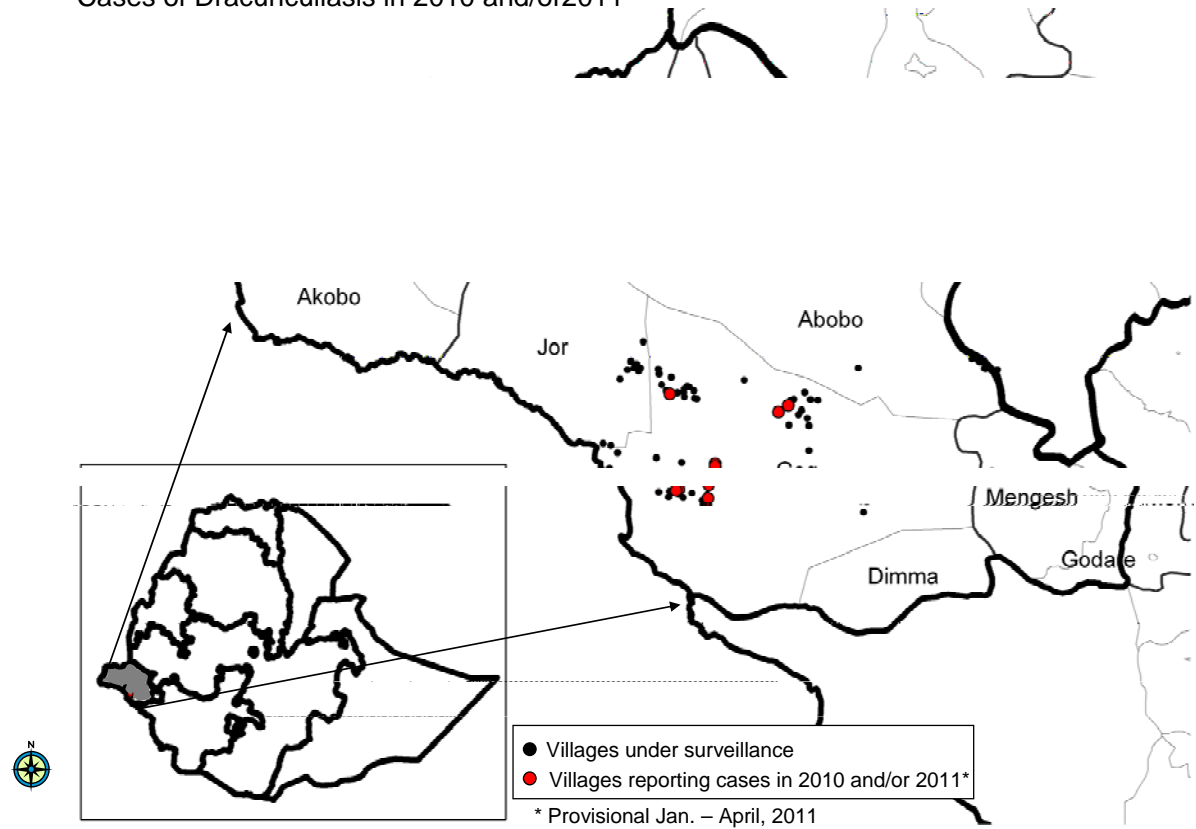 Cases of Dracunculiasis in 2010 and/or2011
Akobo
Abobo
Jor
Mengesh
Godare
Dimma
N
Villages under surveillance
Villages reporting cases in 2010 and/or 2011*
* Provisional Jan. – April, 2011